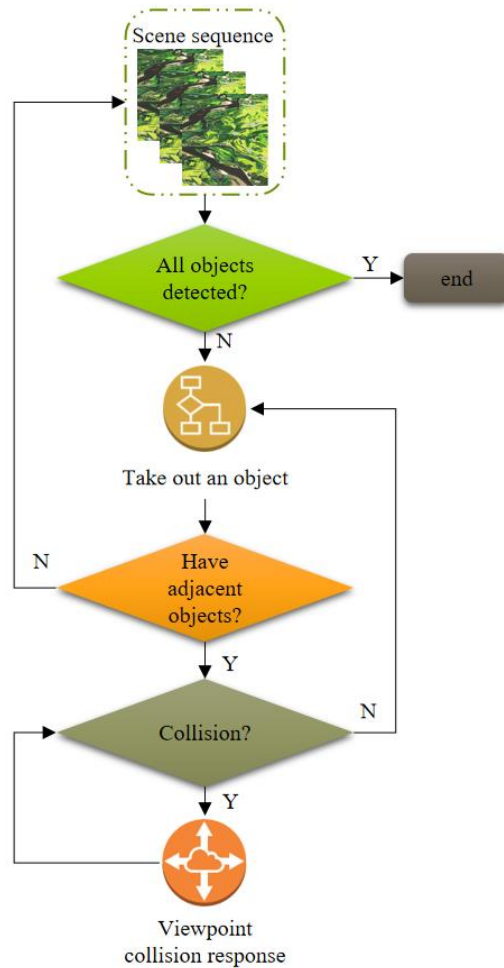 Scene sequence
All objects
detected?
Y
end
N
Take out an object
N
Have
adjacent
objects?
Y
Collision?
N
Y
Viewpoint
collision response